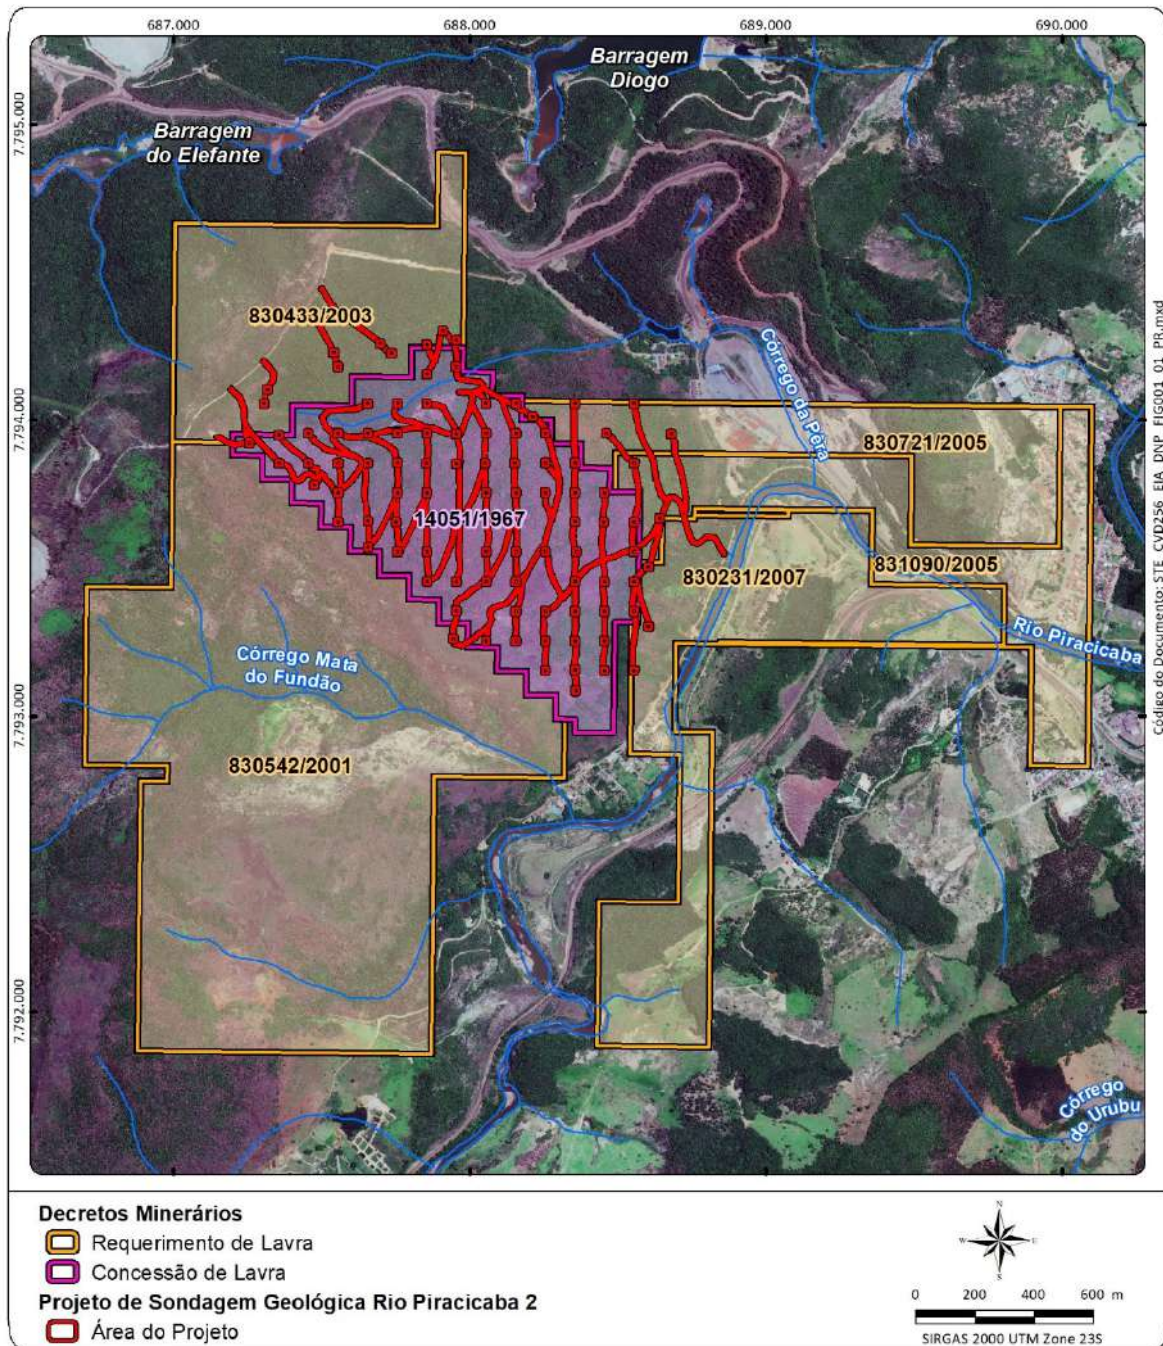 687.000
688.000
689.000
690.000
7.795.000
7.794.000
7.793.000
7.792.000
Barragem
Diogo
Barragem
do Elefante
830433/2003
Córrego da Pêra
830721/2005
14051/1967
830231/2007
831090/2005
Rio Piracicaba
Córrego Mata
do Fundão
830542/2001
Córrego
do Urubu
Código do Documento: STE_CVD256_EIA_DNP_FIG001_01_PR.mxd
Decretos Minerários
Requerimento de Lavra
Concessão de Lavra
Projeto de Sondagem Geológica Rio Piracicaba 2
Área do Projeto
N
W
E
S
0 200 400 600 m
SIRGAS 2000 UTM Zone 23S